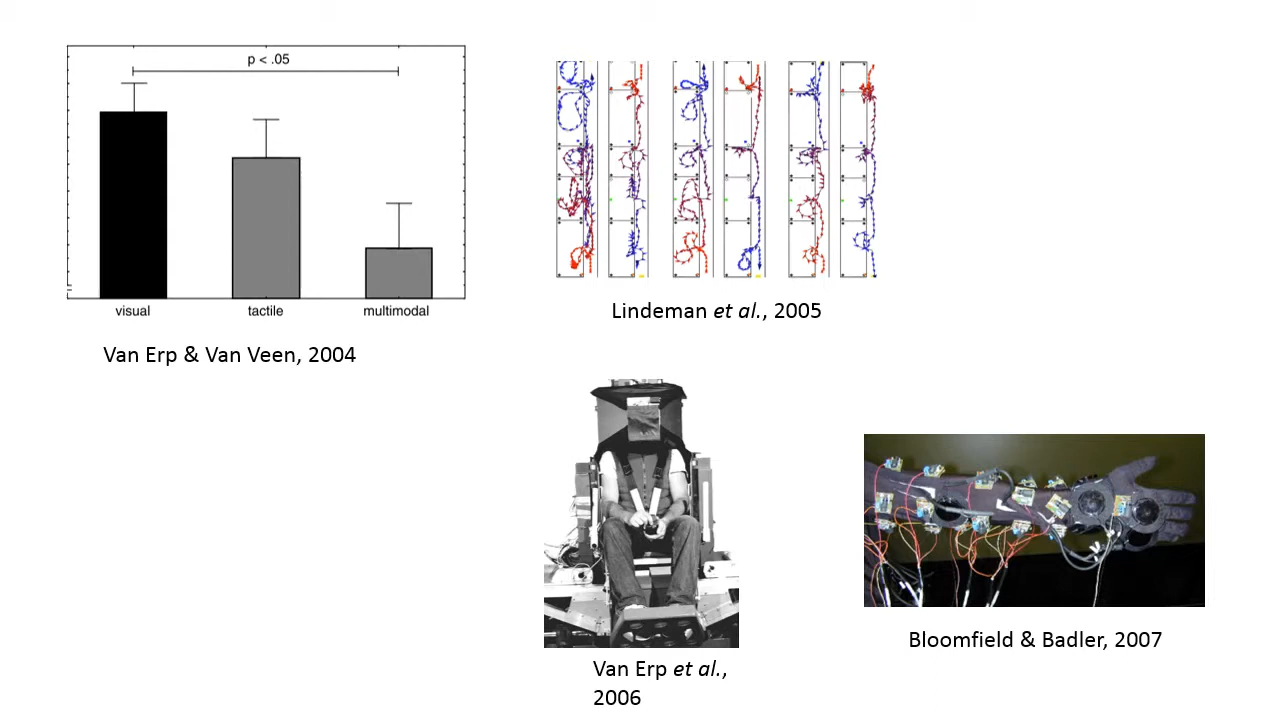 p < .05
visual tactile multimodal
Van Erp & Van Veen, 2004
Lindeman et al., 2005
Van Erp et al.,
2006
Bloomfield & Badler, 2007